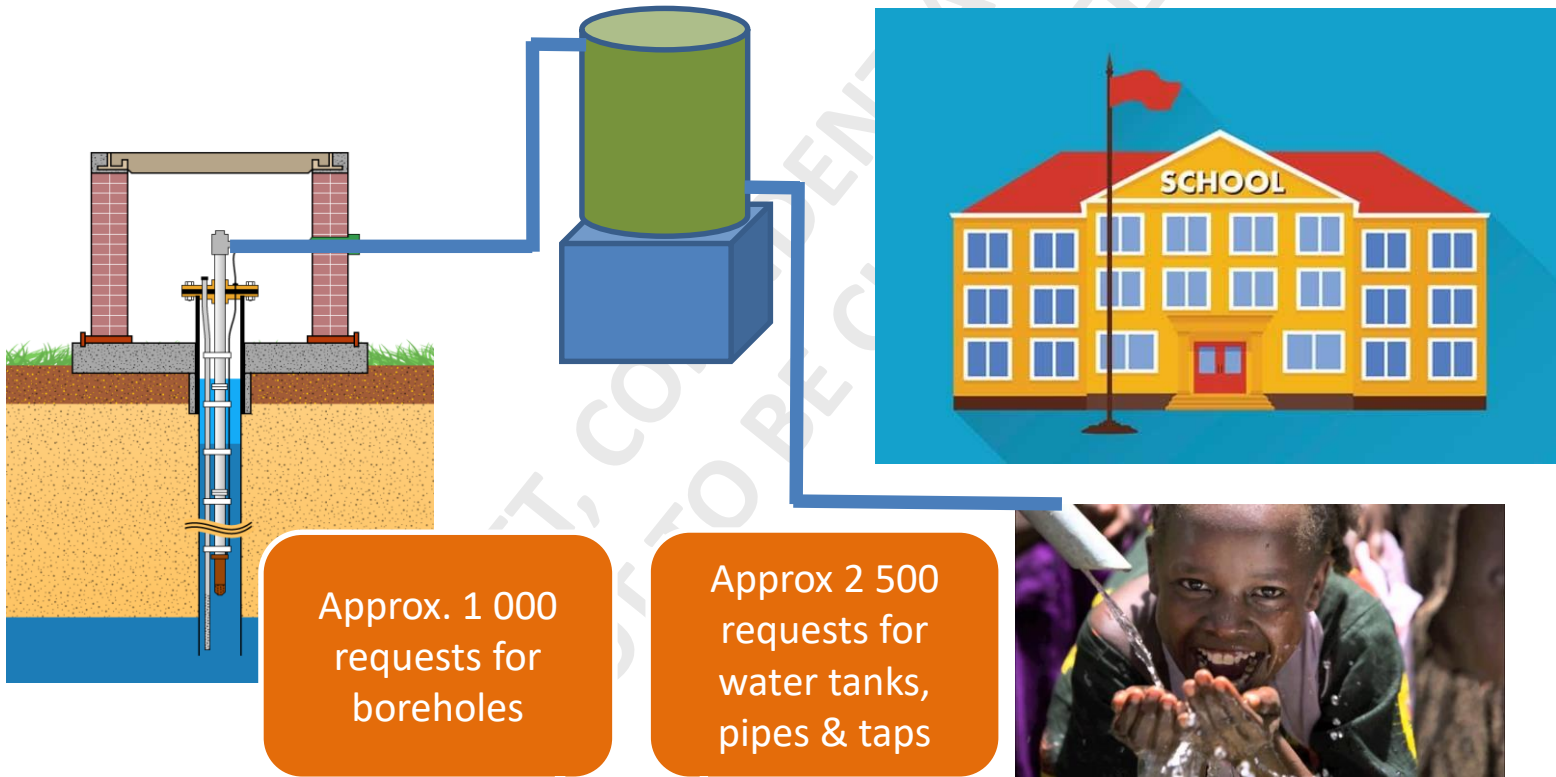 SCHOOL
Approx. 1 000
requests for
boreholes
Approx 2 500
requests for
water tanks,
pipes & taps